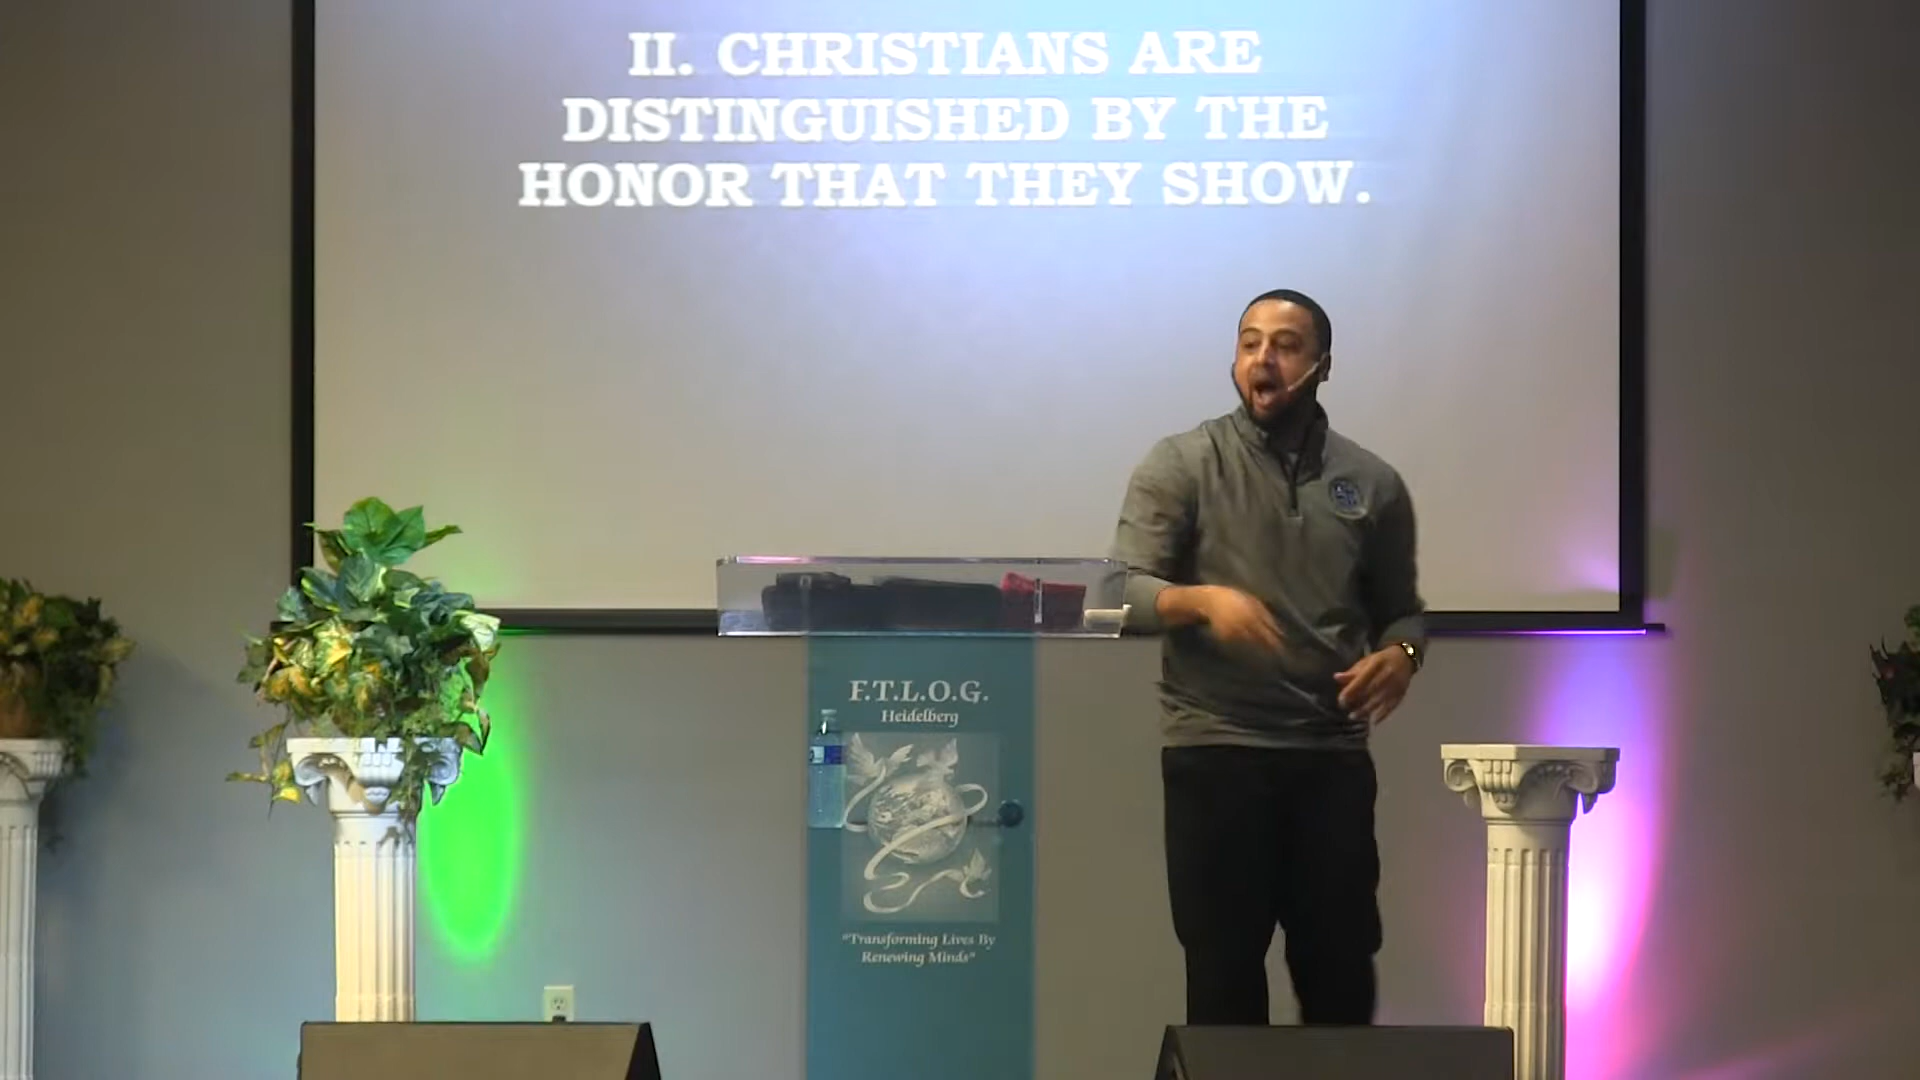 II. CHRISTIANS ARE
DISTINGUISHED BY THE
HONOR THAT THEY SHOW.
F.T.L.O.G.
Heidelberg
"Transforming Lives By
Renewing Minds"